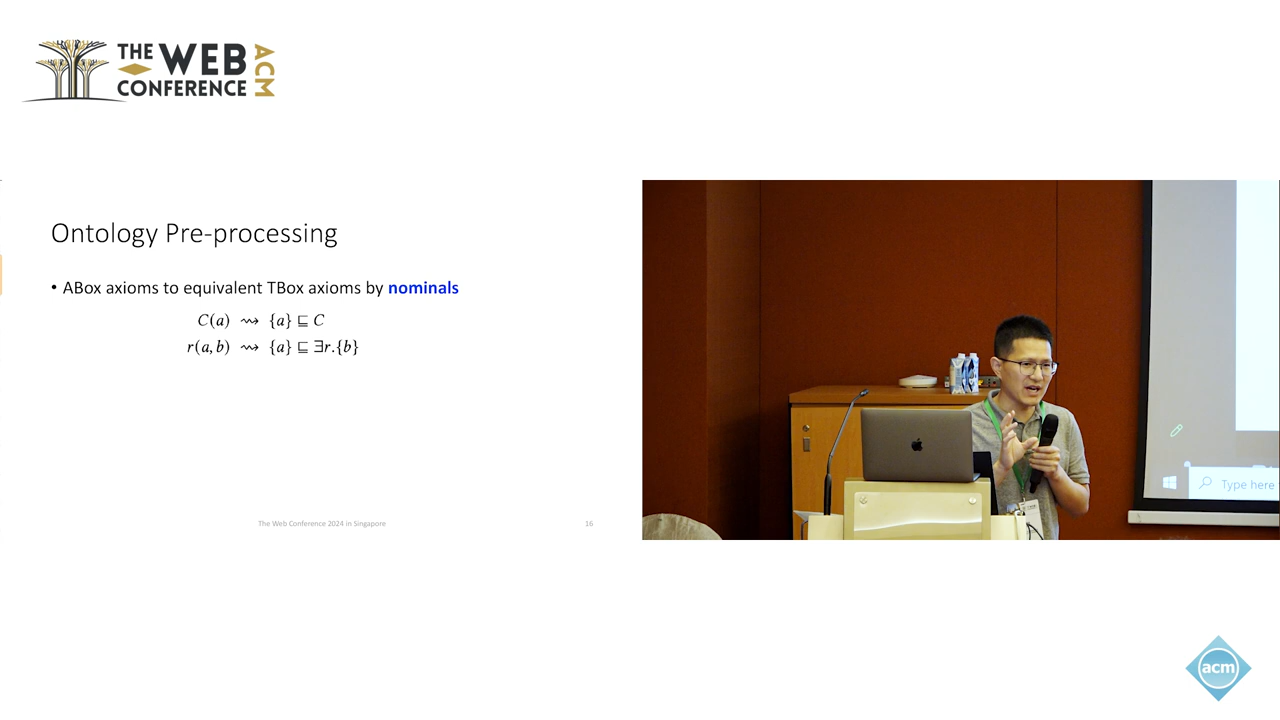 THE WEB
CONFERENCE
ACM
Ontology Pre-processing
• ABox axioms to equivalent TBox axioms by nominals
C(a) ⇝ {a} ⊑ C
r(a, b) ⇝ {a} ⊑ ∃r.{b}
The Web Conference 2024 in Singapore
16
Type here
acm